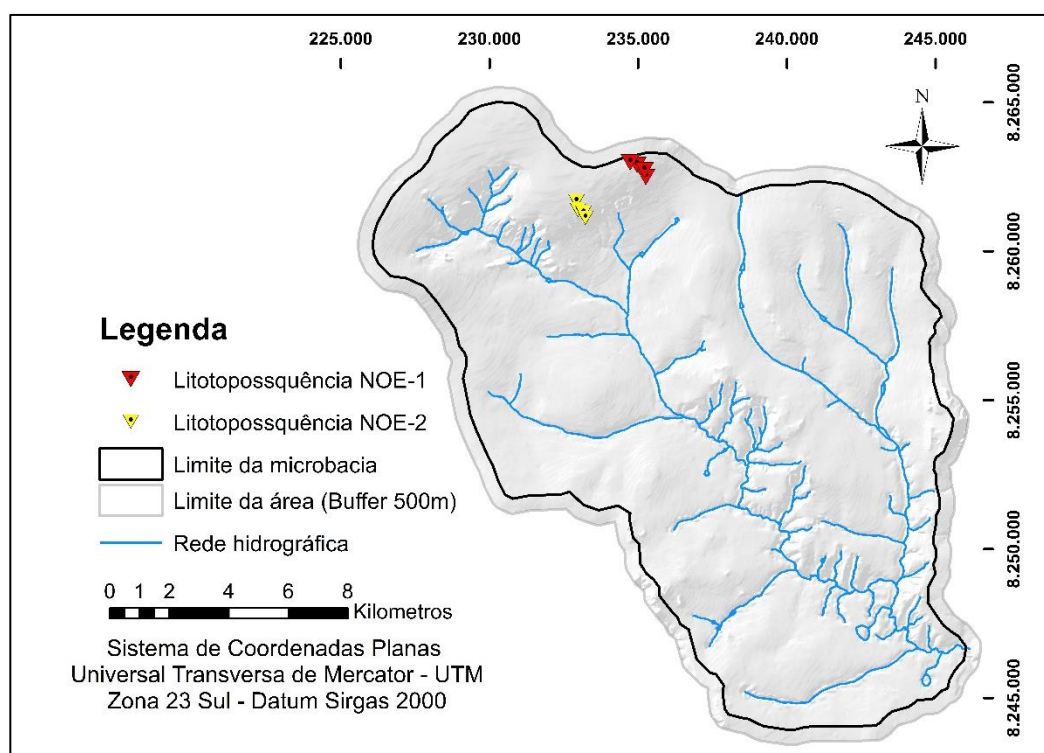 225.000 230.000 235.000 240.000 245.000
N
8.265.000
8.260.000
8.255.000
8.250.000
8.245.000
Legenda
Litotopossquência NOE-1
Litotopossquência NOE-2
Limite da microbacia
Limite da área (Buffer 500m)
Rede hidrográfica
0 1 2 4 6 8
Kilometros
Sistema de Coordenadas Planas
Universal Transversa de Mercator - UTM
Zona 23 Sul - Datum Sirgas 2000